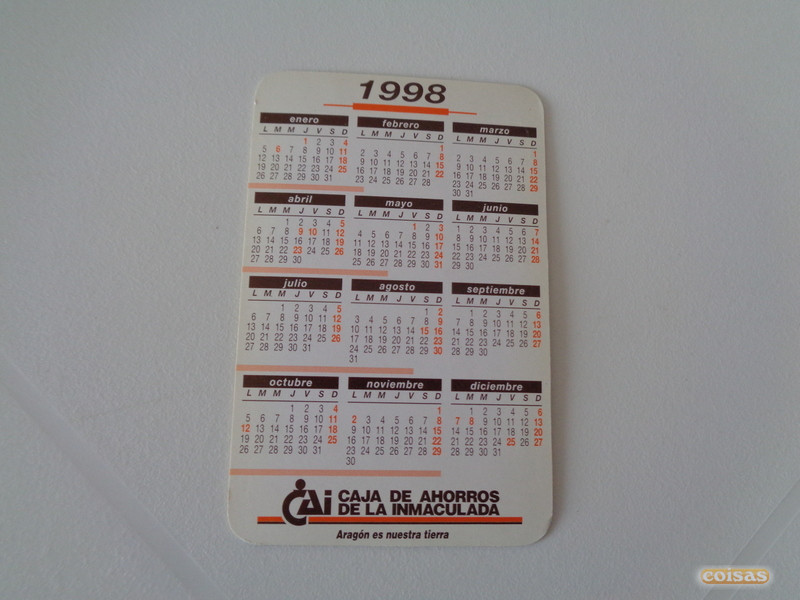 1998
enero febrero marzo
L M M J V S D L M M J V S D L M M J V S D
1 2 3 4 1 1
5 6 7 8 9 10 11 2 3 4 5 6 7 8 2 3 4 5 6 7 8
12 13 14 15 16 17 18 9 10 11 12 13 14 15 9 10 11 12 13 14 15
19 20 21 22 23 24 25 16 17 18 19 20 21 22 16 17 18 19 20 21 22
26 27 28 29 30 31 23 24 25 26 27 28 23 24 25 26 27 28 29
30 31
abril mayo junio
L M M J V S D L M M J V S D L M M J V S D
1 2 3 4 5 1 2 3 1 2 3 4 5 6 7
6 7 8 9 10 11 12 4 5 6 7 8 9 10 8 9 10 11 12 13 14
13 14 15 16 17 18 19 11 12 13 14 15 16 17 15 16 17 18 19 20 21
20 21 22 23 24 25 26 18 19 20 21 22 23 24 22 23 24 25 26 27 28
27 28 29 30 25 26 27 28 29 30 31 29 30
julio agosto septiembre
L M M J V S D L M M J V S D L M M J V S D
1 2 3 4 5 1 2 1 2 3 4 5 6
6 7 8 9 10 11 12 3 4 5 6 7 8 9 7 8 9 10 11 12 13
13 14 15 16 17 18 19 10 11 12 13 14 15 16 14 15 16 17 18 19 20
20 21 22 23 24 25 26 17 18 19 20 21 22 23 21 22 23 24 25 26 27
27 28 29 30 31 24 25 26 27 28 29 30 28 29 30
31
octubre noviembre diciembre
L M M J V S D L M M J V S D L M M J V S D
1 2 3 4 1 1 2 3 4 5 6
5 6 7 8 9 10 11 2 3 4 5 6 7 8 7 8 9 10 11 12 13
12 13 14 15 16 17 18 9 10 11 12 13 14 15 14 15 16 17 18 19 20
19 20 21 22 23 24 25 16 17 18 19 20 21 22 21 22 23 24 25 26 27
26 27 28 29 30 31 23 24 25 26 27 28 29 28 29 30 31
30
CAi CAJA DE AHORROS
DE LA INMACULADA
Aragón es nuestra tierra
coisas